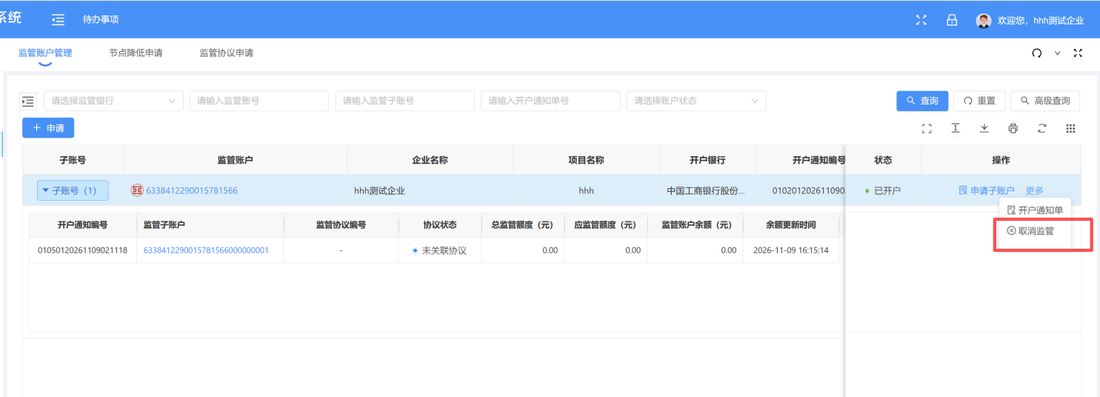 系统 待办事项 欢迎您，hhh测试企业
监管账户管理 节点降低申请 监管协议申请
请选择监管银行 请输入监管账号 请输入监管子账号 请输入开户通知单号 请选择账户状态 查询 重置 高级查询
申请
子账号 监管账户 企业名称 项目名称 开户银行 开户通知编号 状态 操作
子账号（1） 6338412290015781566 hhh测试企业 hhh 中国工商银行股份... 0102012026110902 已开户 申请子账户 更多
开户通知单
取消监管
开户通知编号 监管子账户 监管协议编号 协议状态 总监管额度（元） 应监管额度（元） 监管账户余额（元） 余额更新时间
01050120261109021118 6338412290015781566000000001 - 未关联协议 0.00 0.00 0.00 2026-11-09 16:15:14